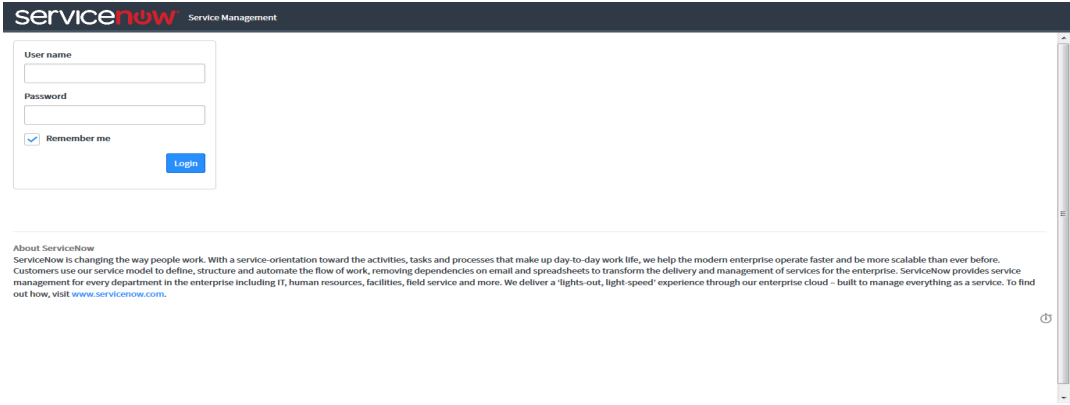 servicenow Service Management
User name
Password
Remember me
Login
About ServiceNow
ServiceNow is changing the way people work. With a service-orientation toward the activities, tasks and processes that make up day-to-day work life, we help the modern enterprise operate faster and be more scalable than ever before.
Customers use our service model to define, structure and automate the flow of work, removing dependencies on email and spreadsheets to transform the delivery and management of services for the enterprise. ServiceNow provides service
management for every department in the enterprise including IT, human resources, facilities, field service and more. We deliver a 'lights-out, light-speed' experience through our enterprise cloud – built to manage everything as a service. To find
out how, visit www.servicenow.com.